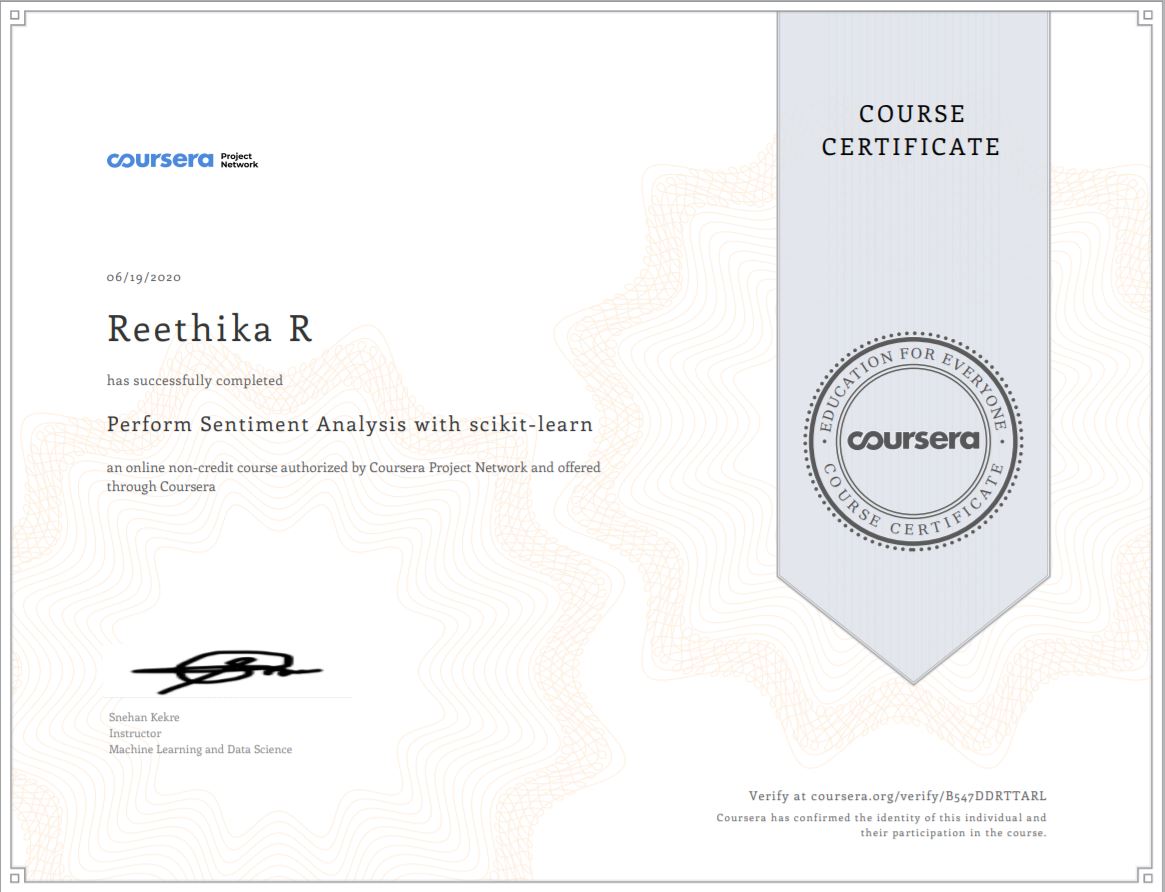 coursera Project Network
COURSE
CERTIFICATE
06/19/2020
Reethika R
has successfully completed
Perform Sentiment Analysis with scikit-learn
an online non-credit course authorized by Coursera Project Network and offered
through Coursera
EDUCATION FOR EVERYONE
coursera
COURSE CERTIFICATE
Snehan Kekre
Instructor
Machine Learning and Data Science
Verify at coursera.org/verify/B547DDRTTARL
Coursera has confirmed the identity of this individual and
their participation in the course.